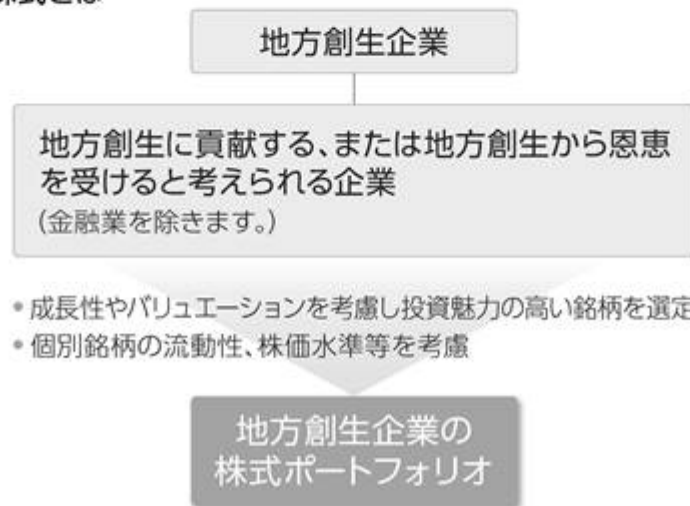 株式とは
地方創生企業
地方創生に貢献する、または地方創生から恩恵
を受けると考えられる企業
(金融業を除きます。)
• 成長性やバリュエーションを考慮し投資魅力の高い銘柄を選定
• 個別銘柄の流動性、株価水準等を考慮
地方創生企業の
株式ポートフォリオ